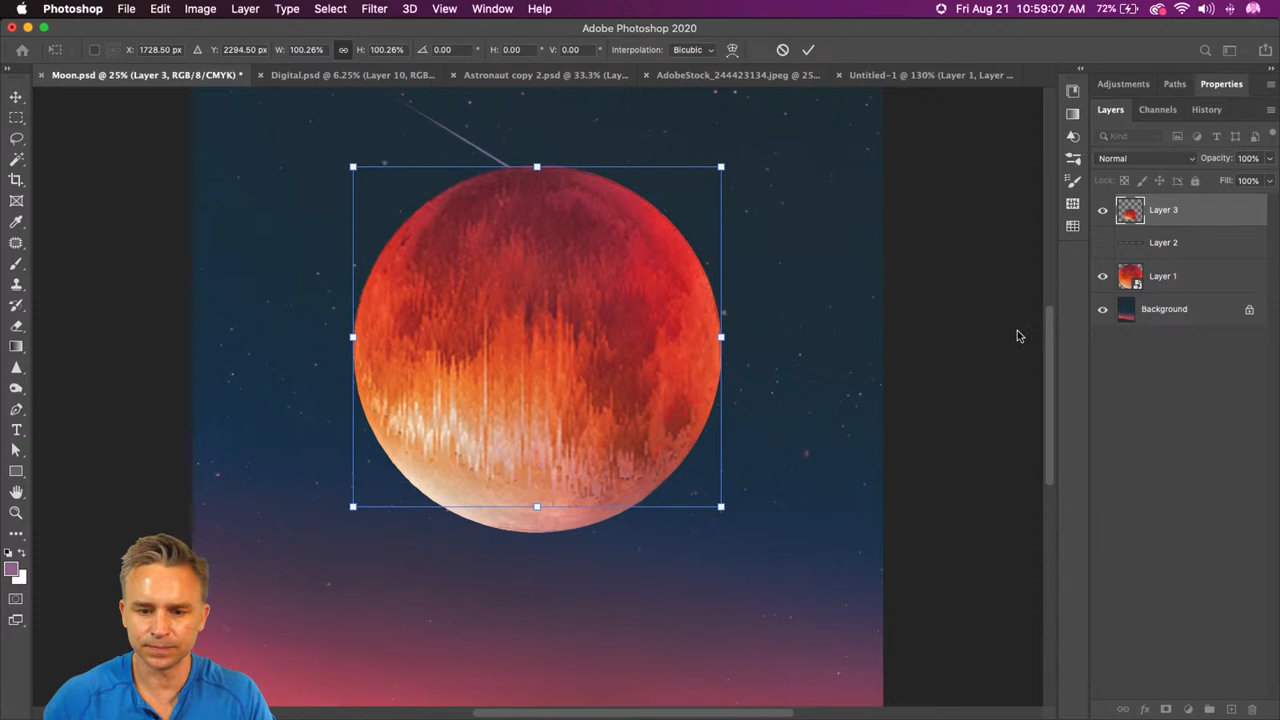 Photoshop File Edit Image Layer Type Select Filter 3D View Window Help Fri Aug 21 10:59:07 AM 72%
Adobe Photoshop 2020
X: 1728.50 px Y: 2294.50 px W: 100.26% H: 100.26% 0.00 ° H: 0.00 ° V: 0.00 ° Interpolation: Bicubic
Moon.psd @ 25% (Layer 3, RGB/8/CMYK) * Digital.psd @ 6.25% (Layer 10, RGB... Astronaut copy 2.psd @ 33.3% (Lay... AdobeStock_244423134.jpeg @ 25... Untitled-1 @ 130% (Layer 1, Layer ...
Adjustments Paths Properties
Layers Channels History
Kind
Normal Opacity: 100%
Lock: Fill: 100%
Layer 3
Layer 2
Layer 1
Background
fx